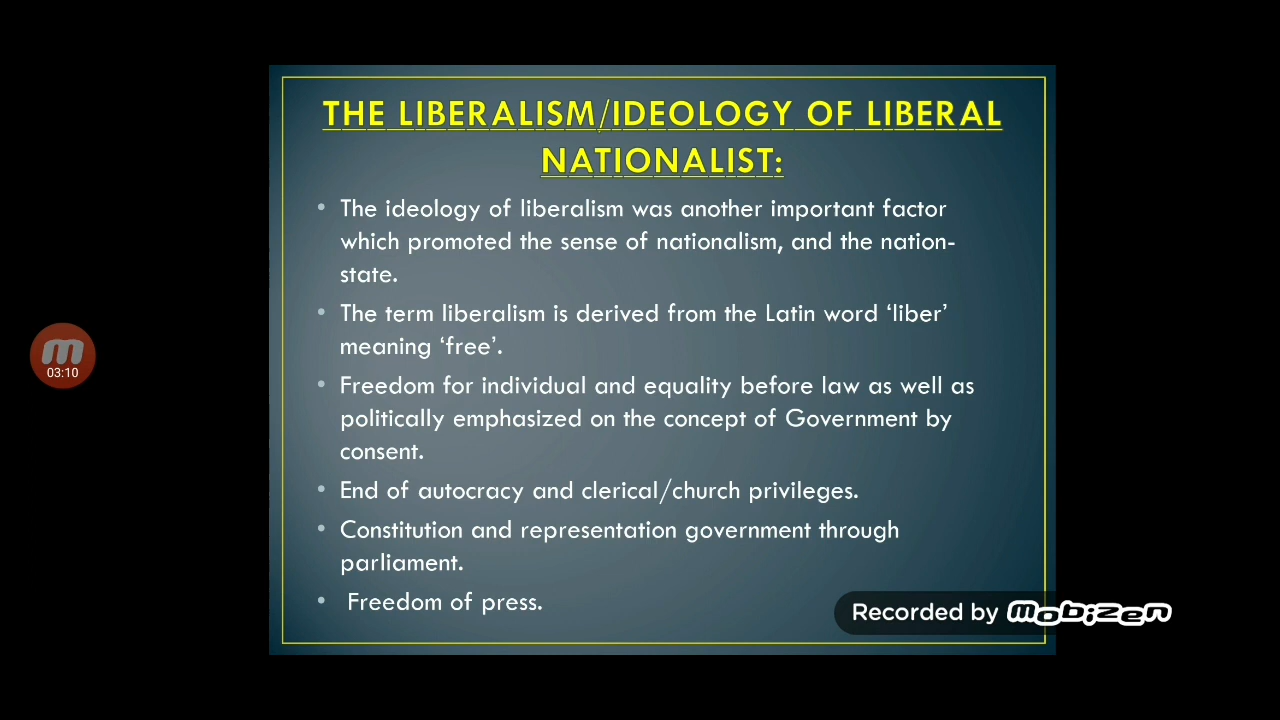 THE LIBERALISM/IDEOLOGY OF LIBERAL
NATIONALIST:
• The ideology of liberalism was another important factor
which promoted the sense of nationalism, and the nation-
state.
• The term liberalism is derived from the Latin word ‘liber’
meaning ‘free’.
• Freedom for individual and equality before law as well as
politically emphasized on the concept of Government by
consent.
• End of autocracy and clerical/church privileges.
• Constitution and representation government through
parliament.
• Freedom of press.
03:10
Recorded by mobizen